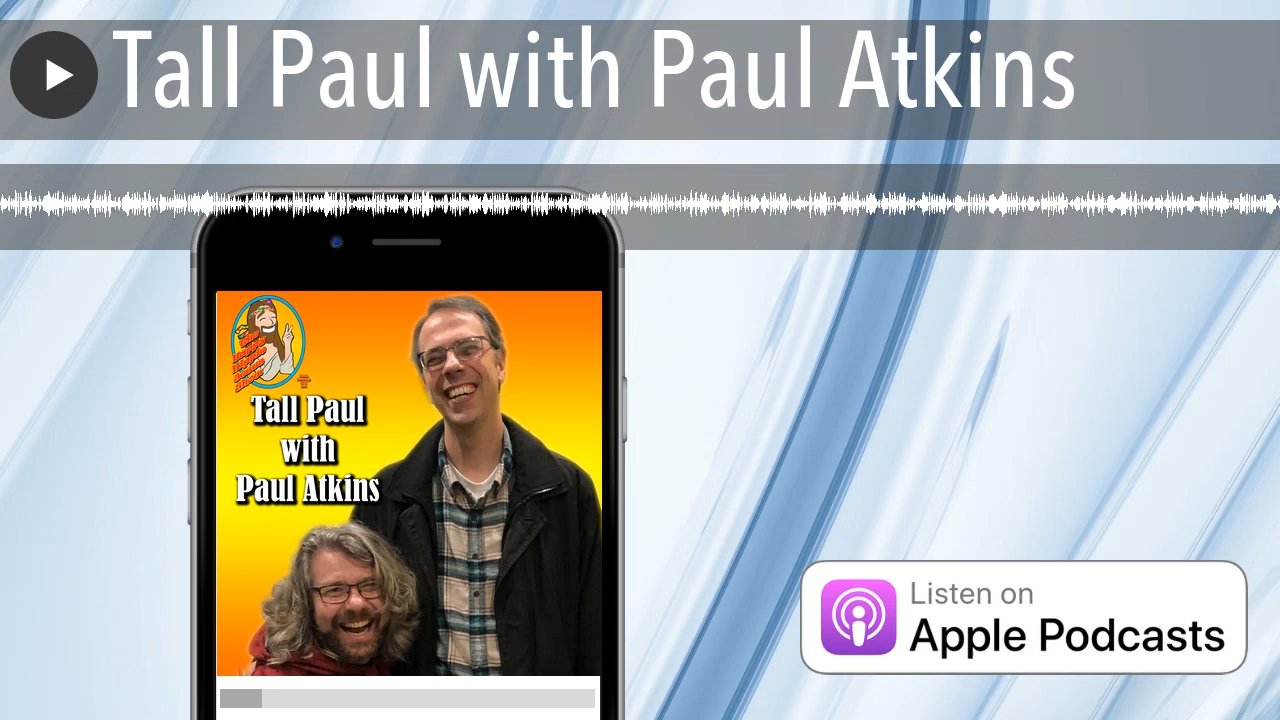 Tall Paul with Paul Atkins
Tall Paul
with
Paul Atkins
Listen on
Apple Podcasts